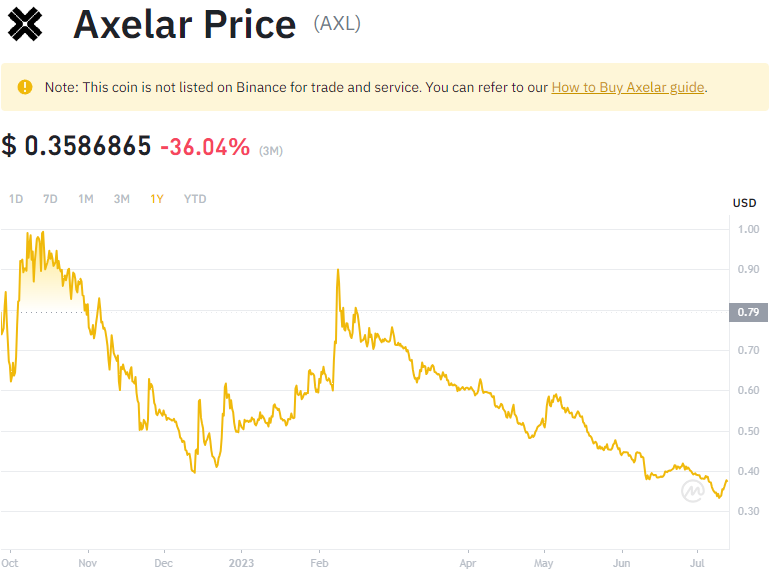 Axelar Price (AXL)
Note: This coin is not listed on Binance for trade and service. You can refer to our How to Buy Axelar guide.
$ 0.3586865 -36.04% (3M)
1D 7D 1M 3M 1Y YTD
USD
1.00
0.90
0.79
0.70
0.60
0.50
0.40
0.30
Oct Nov Dec 2023 Feb Apr May Jun Jul